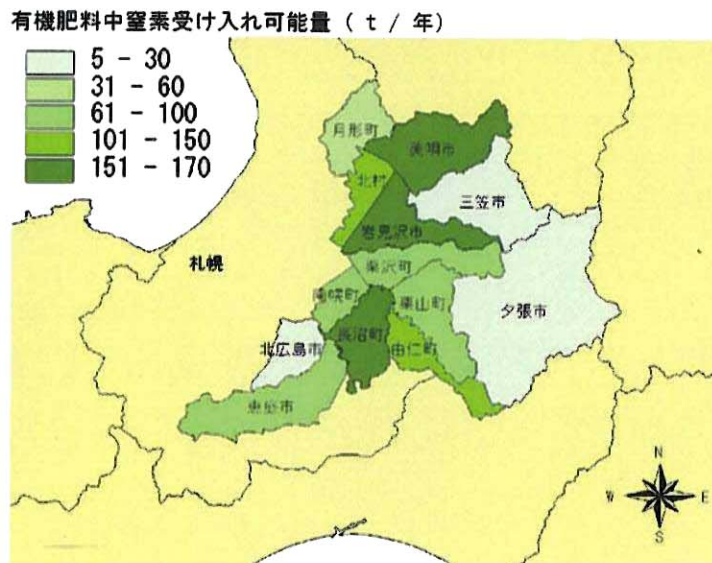 有機肥料中窒素受け入れ可能量 ( t / 年)
5 - 30
31 - 60
61 - 100
101 - 150
151 - 170
月形町
美唄市
北村
三笠市
岩見沢市
栗沢町
札幌
南幌町
栗山町
夕張市
北広島市
長沼町
由仁町
恵庭市
N
W
E
S